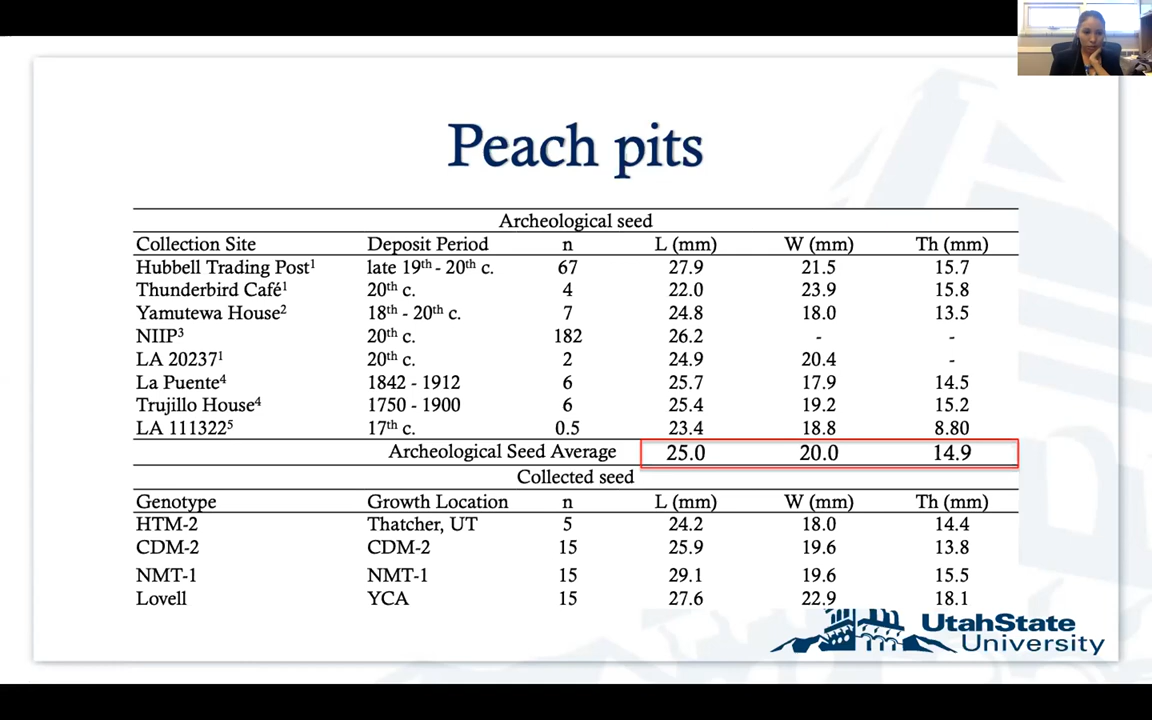 Peach pits
Archeological seed
Collection Site Deposit Period n L (mm) W (mm) Th (mm)
Hubbell Trading Post¹ late 19ᵗʰ - 20ᵗʰ c. 67 27.9 21.5 15.7
Thunderbird Café¹ 20ᵗʰ c. 4 22.0 23.9 15.8
Yamutewa House² 18ᵗʰ - 20ᵗʰ c. 7 24.8 18.0 13.5
NIIP³ 20ᵗʰ c. 182 26.2 - -
LA 20237¹ 20ᵗʰ c. 2 24.9 20.4 -
La Puente⁴ 1842 - 1912 6 25.7 17.9 14.5
Trujillo House⁴ 1750 - 1900 6 25.4 19.2 15.2
LA 111322⁵ 17ᵗʰ c. 0.5 23.4 18.8 8.80
Archeological Seed Average 25.0 20.0 14.9
Collected seed
Genotype Growth Location n L (mm) W (mm) Th (mm)
HTM-2 Thatcher, UT 5 24.2 18.0 14.4
CDM-2 CDM-2 15 25.9 19.6 13.8
NMT-1 NMT-1 15 29.1 19.6 15.5
Lovell YCA 15 27.6 22.9 18.1
UtahState
University